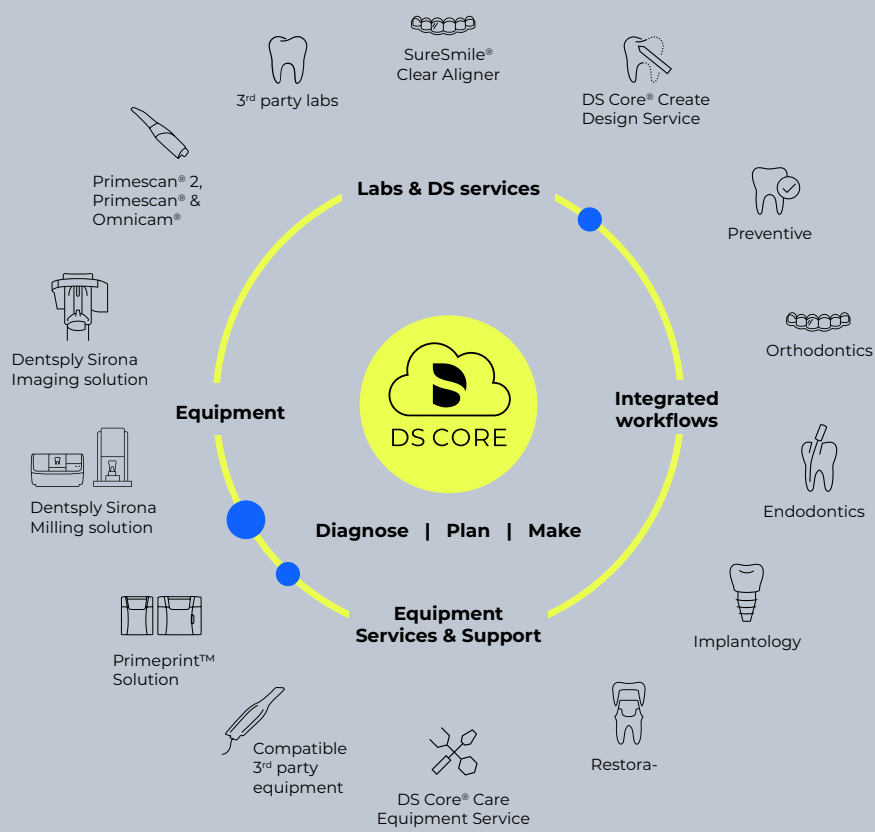 SureSmile®
Clear Aligner
3rd party labs
DS Core® Create
Design Service
Primescan® 2,
Primescan® &
Omnicam®
Labs & DS services
Preventive
Dentsply Sirona
Imaging solution
Orthodontics
Equipment
Integrated
workflows
DS CORE
Dentsply Sirona
Milling solution
Endodontics
Diagnose | Plan | Make
Equipment
Services & Support
Implantology
Primeprint™
Solution
Compatible
3rd party
equipment
Restora-
DS Core® Care
Equipment Service